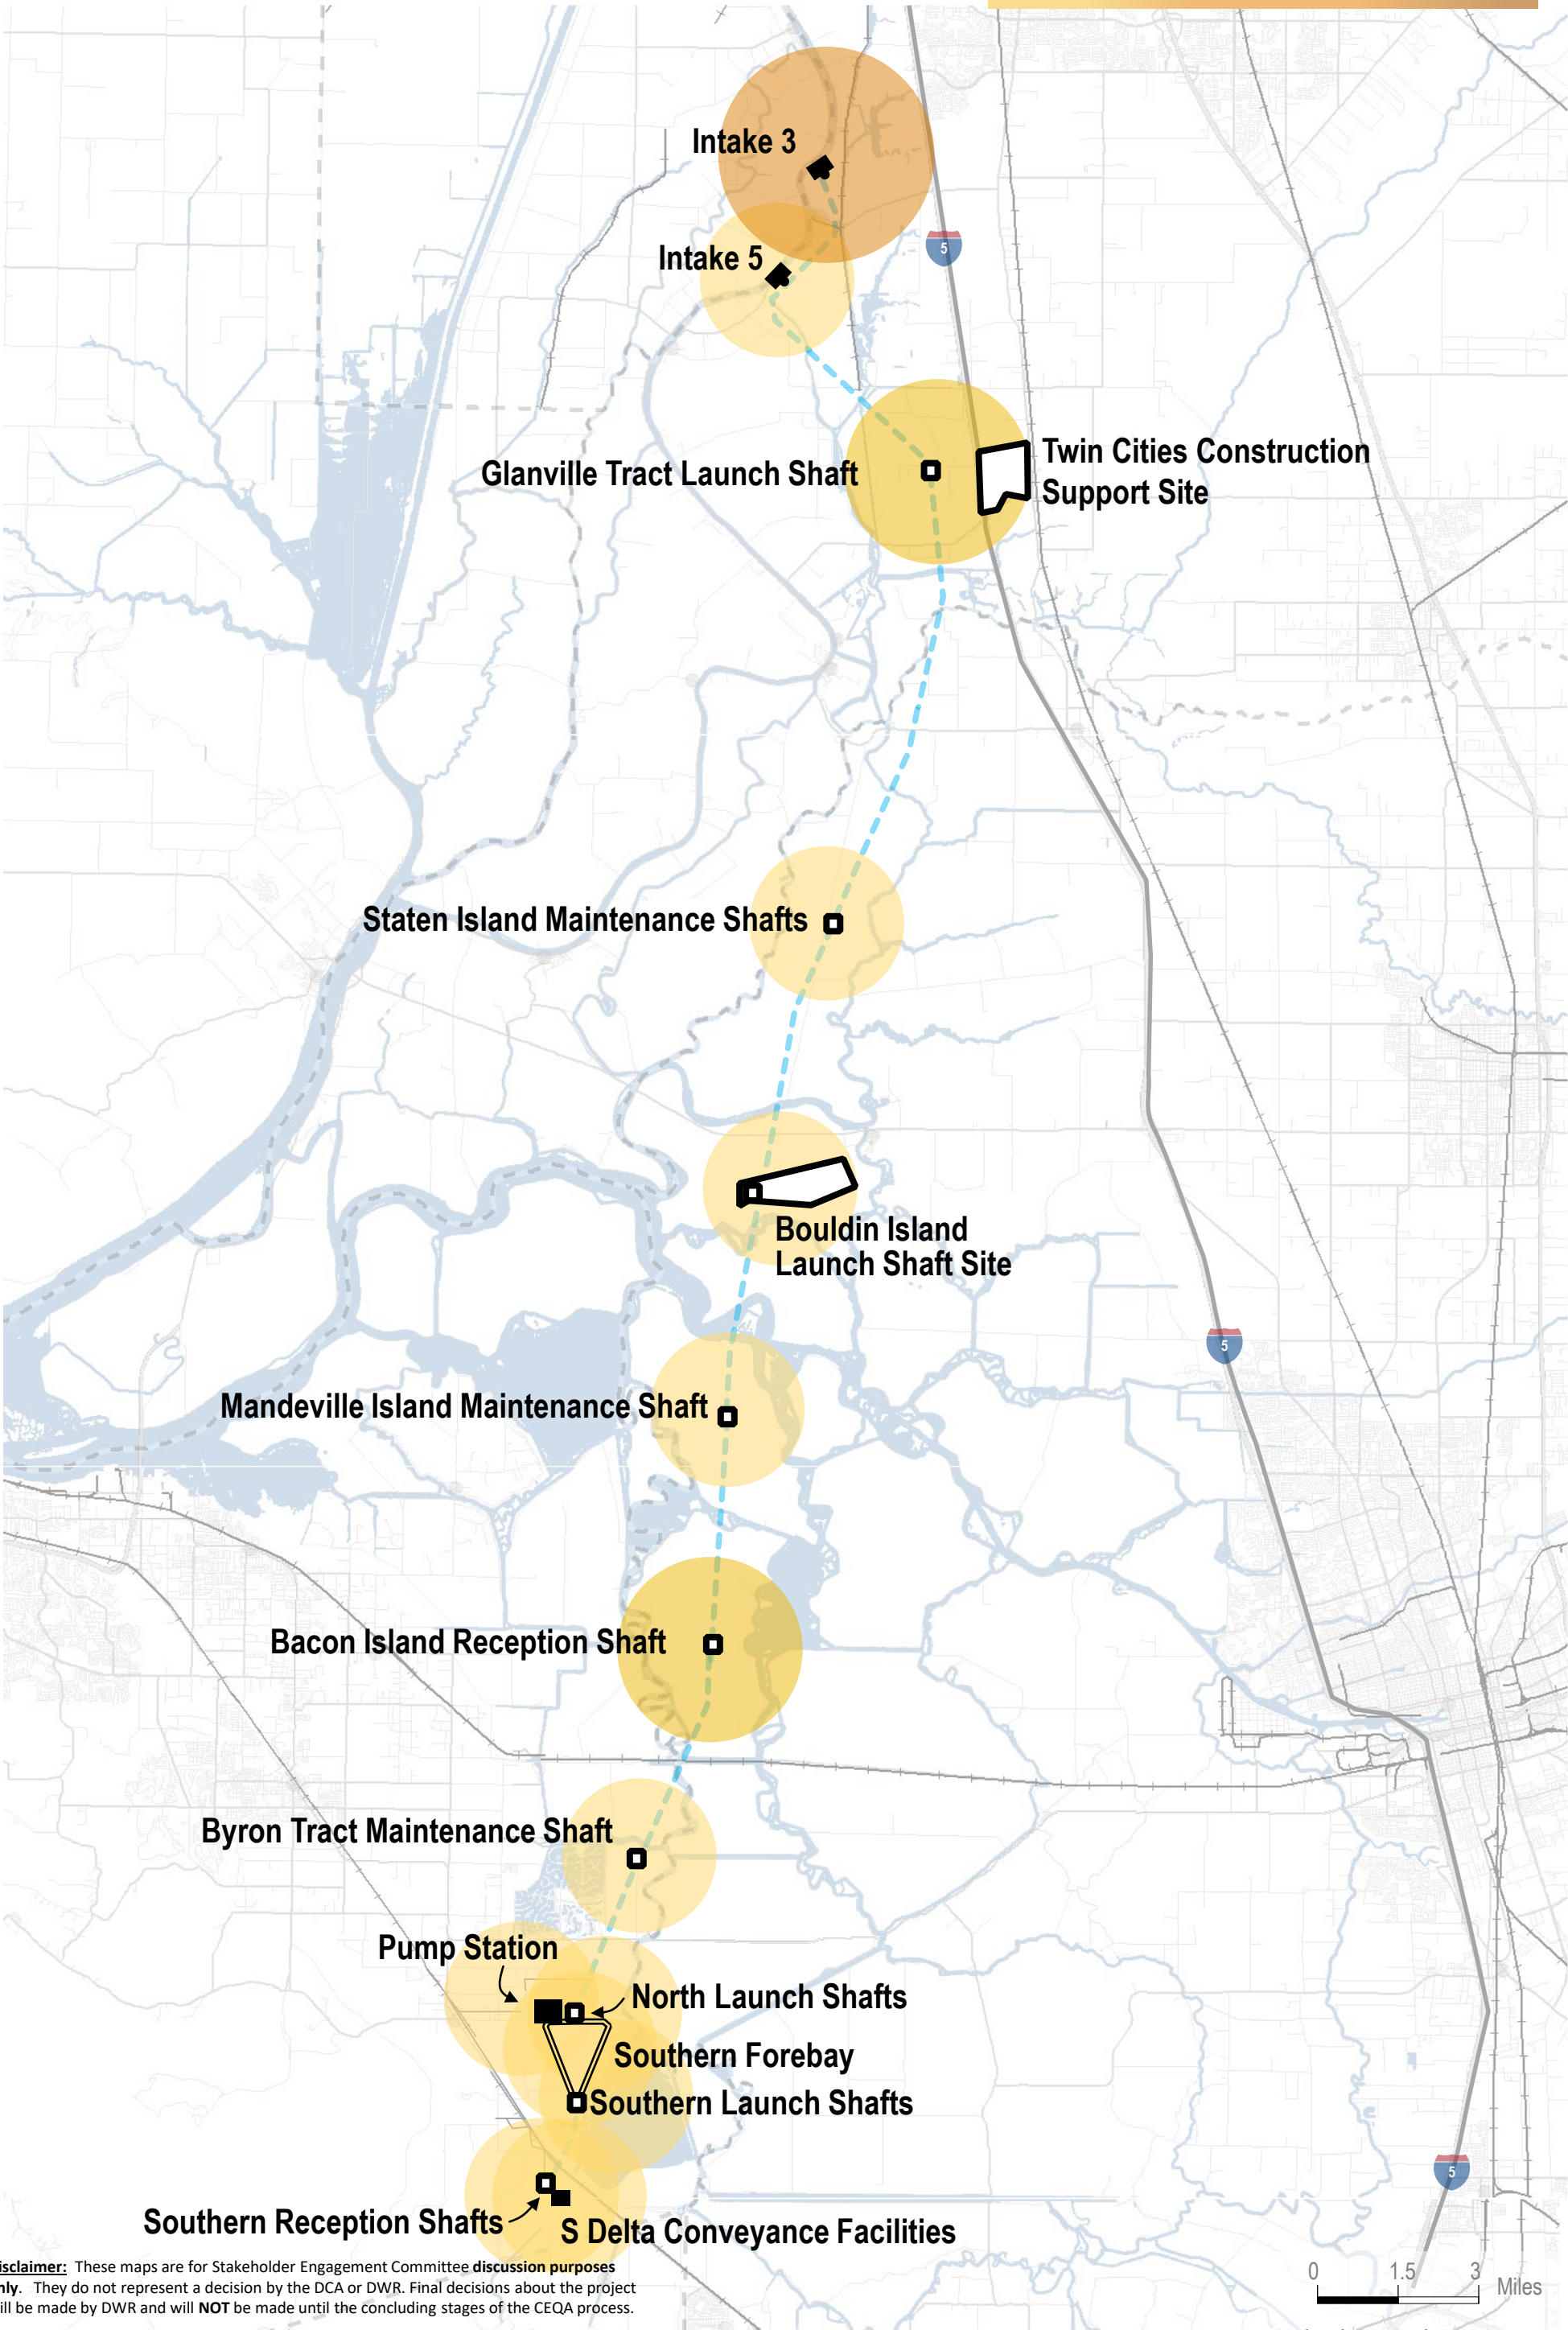 Intake 3
5
Intake 5
Glanville Tract Launch Shaft
Twin Cities Construction
Support Site
Staten Island Maintenance Shafts
Bouldin Island
Launch Shaft Site
5
Mandeville Island Maintenance Shaft
Bacon Island Reception Shaft
Byron Tract Maintenance Shaft
Pump Station
North Launch Shafts
Southern Forebay
Southern Launch Shafts
5
Southern Reception Shafts
S Delta Conveyance Facilities
isclaimer: These maps are for Stakeholder Engagement Committee discussion purposes
nly. They do not represent a decision by the DCA or DWR. Final decisions about the project
ill be made by DWR and will NOT be made until the concluding stages of the CEQA process.
0 1.5 3
Miles